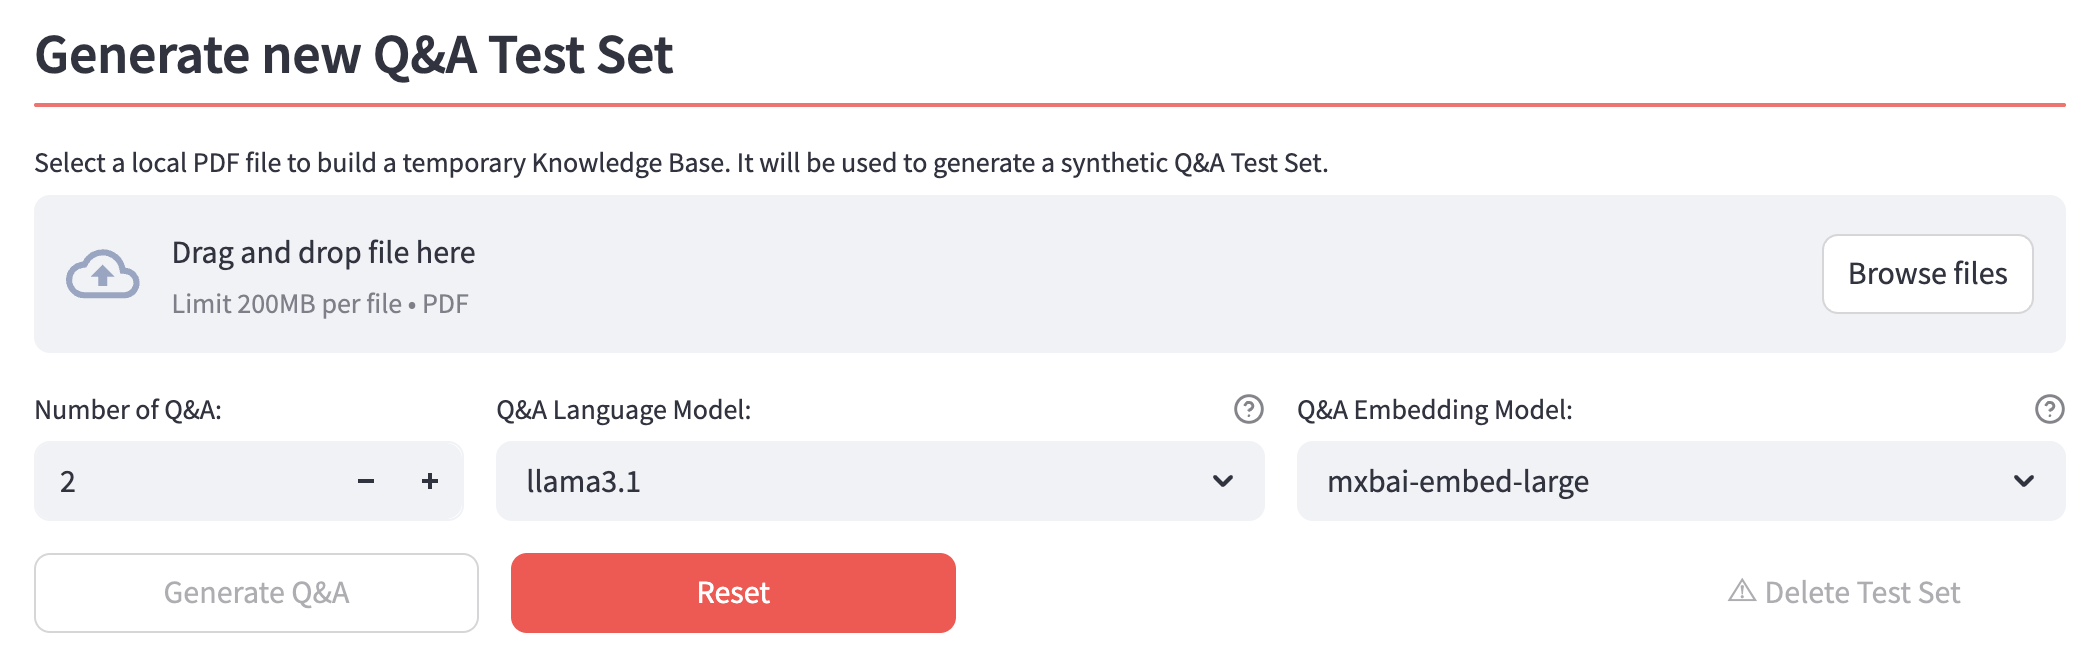 Generate new Q&A Test Set
Select a local PDF file to build a temporary Knowledge Base. It will be used to generate a synthetic Q&A Test Set.
Drag and drop file here
Limit 200MB per file • PDF
Browse files
Number of Q&A:
2
Q&A Language Model:
llama3.1
Q&A Embedding Model:
mxbai-embed-large
Generate Q&A
Reset
Delete Test Set